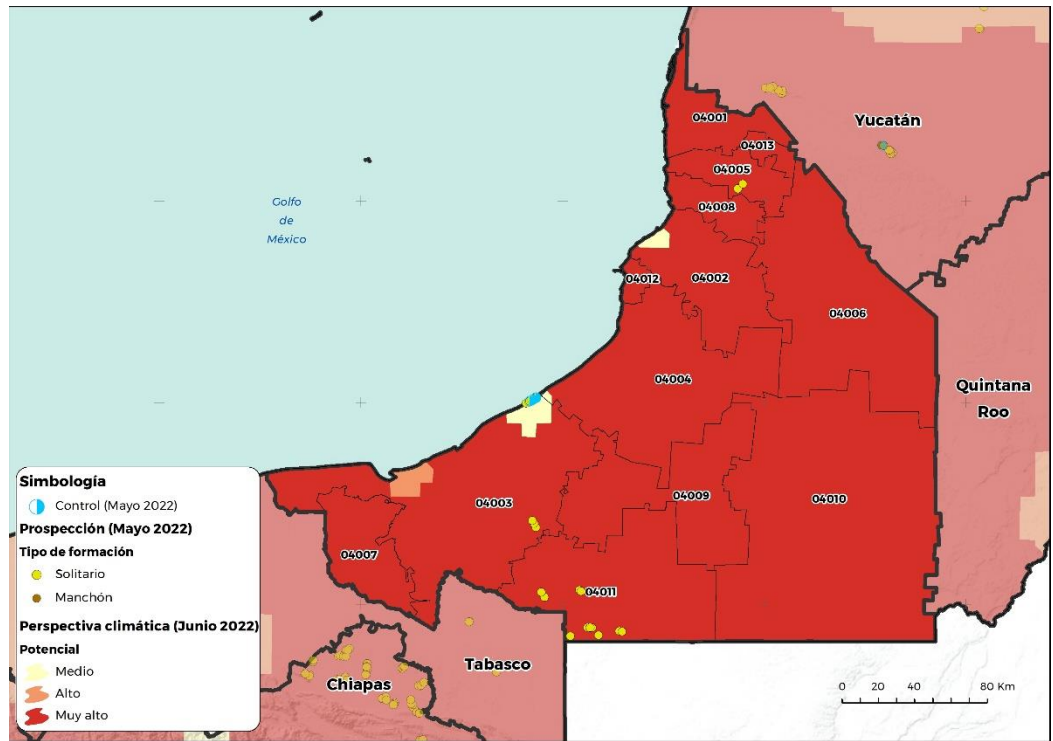 04001
04013
Yucatán
04005
Golfo
de
México
04008
04002
04012
04006
04004
Quintana
Roo
04003
04009
04010
04007
04011
Tabasco
Chiapas
Simbología
Control (Mayo 2022)
Prospección (Mayo 2022)
Tipo de formación
Solitario
Manchón
Perspectiva climática (Junio 2022)
Potencial
Medio
Alto
Muy alto
0 20 40 80 Km